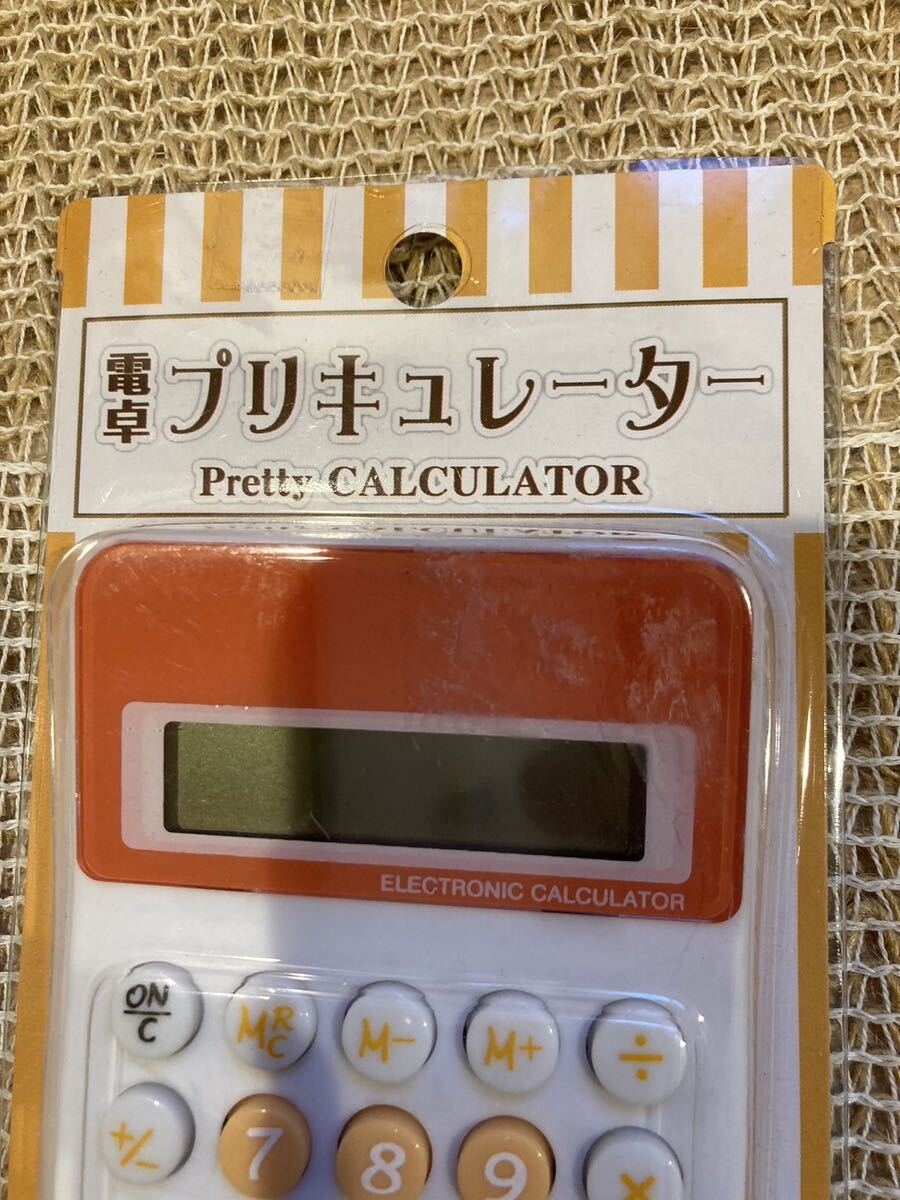 電卓 プリキュレーター
Pretty CALCULATOR
ELECTRONIC CALCULATOR
ON/C MRC M- M+ ÷
+/- 7 8 9 ×